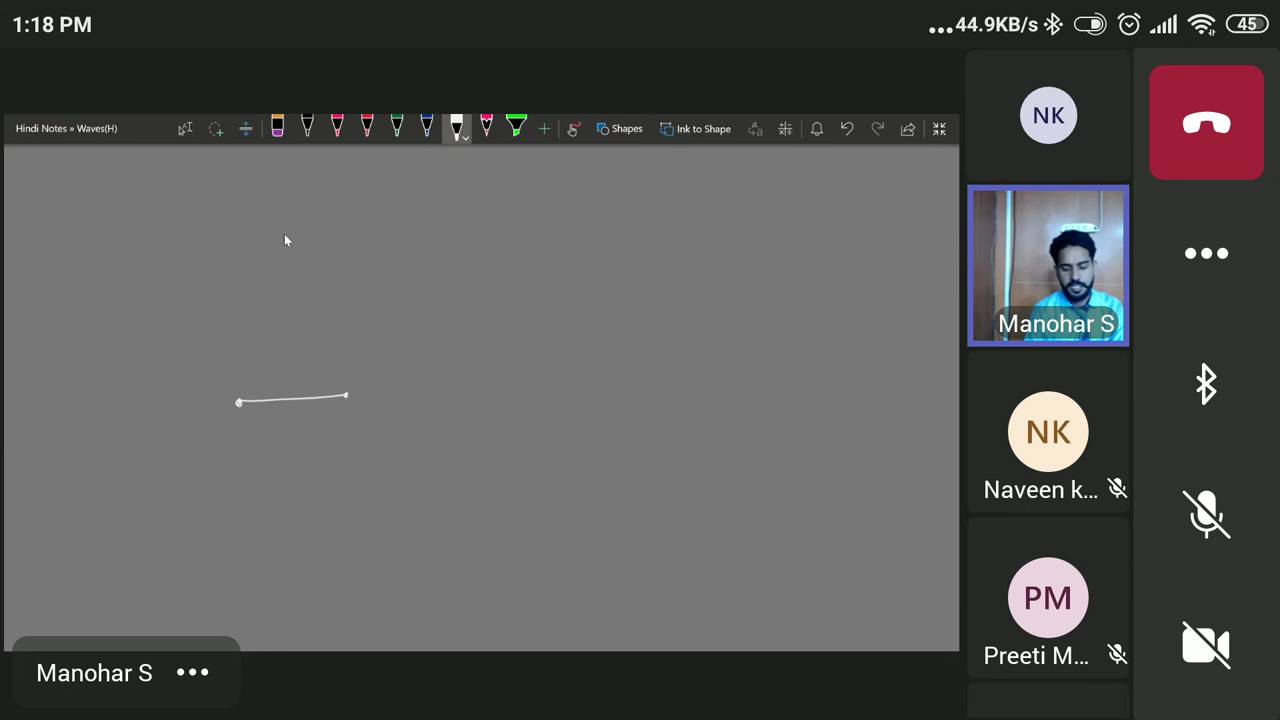 1:18 PM
...44.9KB/s
45
Hindi Notes » Waves(H)
Shapes
Ink to Shape
NK
Manohar S
NK
Naveen k...
PM
Preeti M...
Manohar S